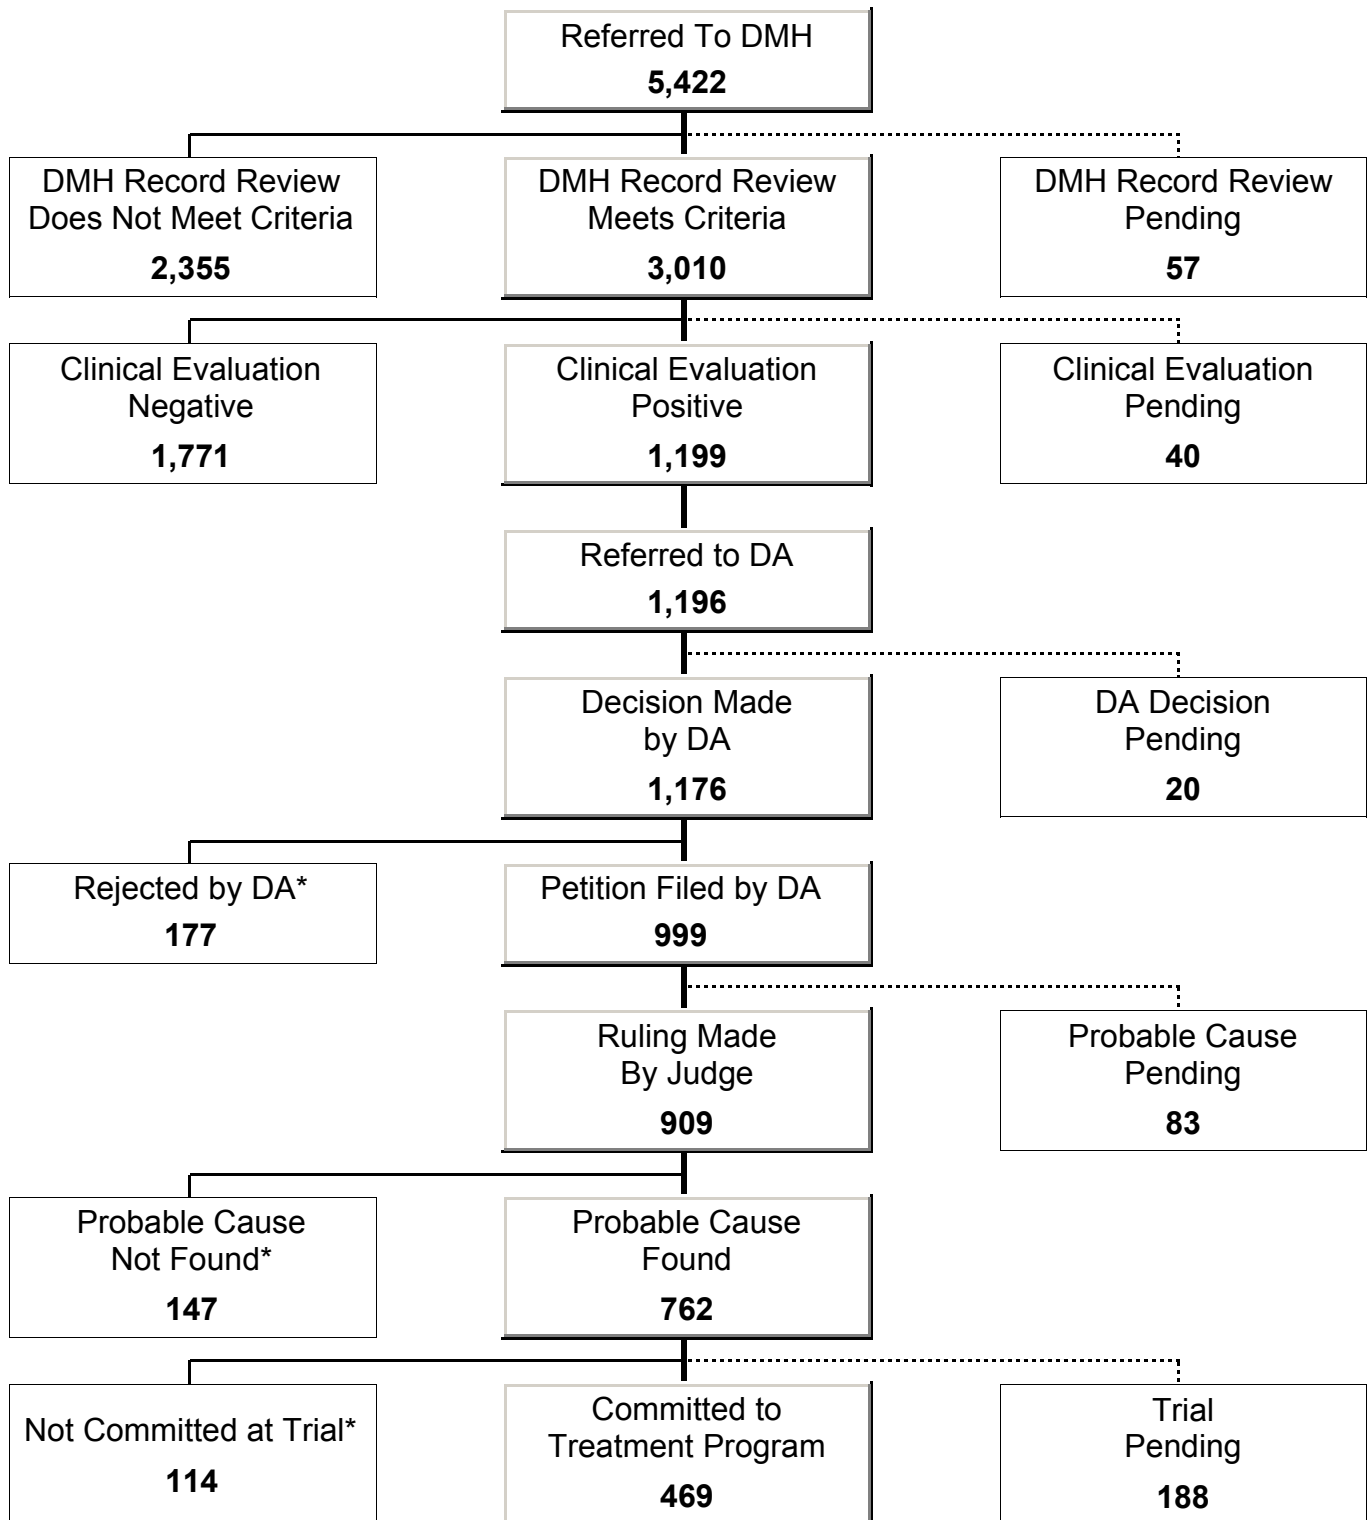 Referred To DMH
5,422
DMH Record Review
Does Not Meet Criteria
2,355
DMH Record Review
Meets Criteria
3,010
DMH Record Review
Pending
57
Clinical Evaluation
Negative
1,771
Clinical Evaluation
Positive
1,199
Clinical Evaluation
Pending
40
Referred to DA
1,196
Decision Made
by DA
1,176
DA Decision
Pending
20
Rejected by DA*
177
Petition Filed by DA
999
Ruling Made
By Judge
909
Probable Cause
Pending
83
Probable Cause
Not Found*
147
Probable Cause
Found
762
Not Committed at Trial*
114
Committed to
Treatment Program
469
Trial
Pending
188